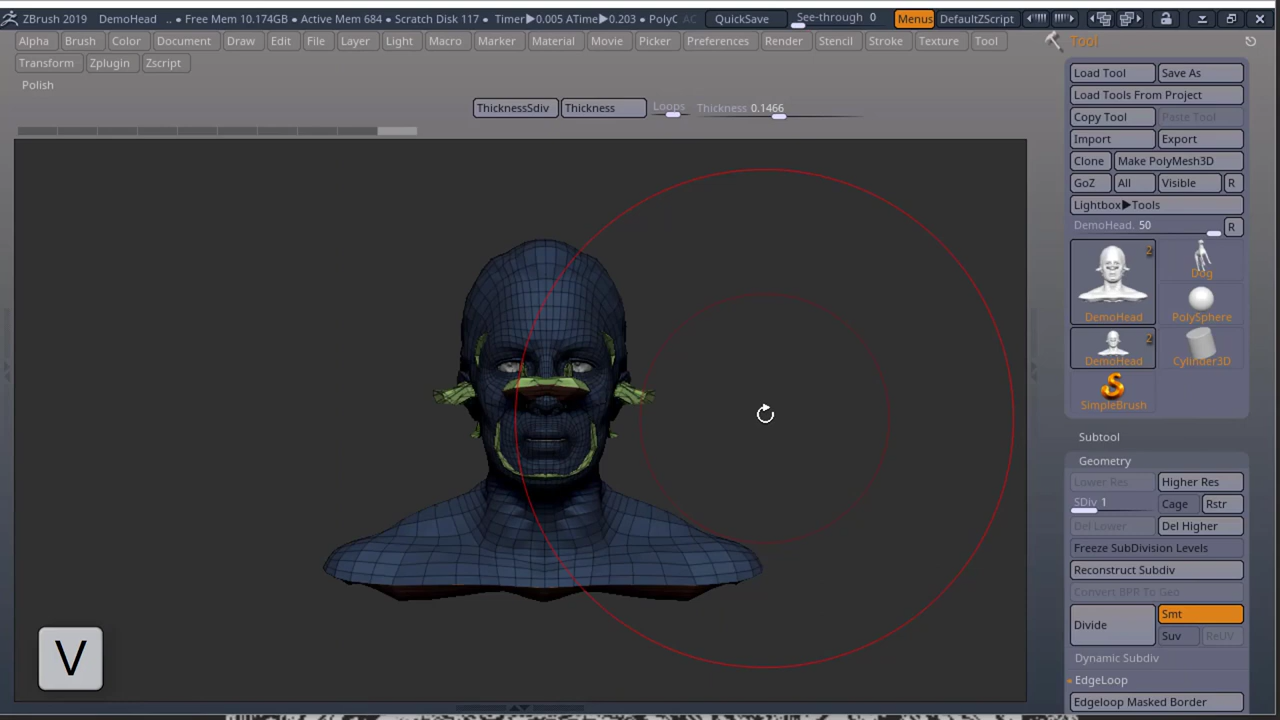 ZBrush 2019 DemoHead .. ● Free Mem 10.174GB ● Active Mem 684 ● Scratch Disk 117 ● Timer▶0.005 ATime▶0.203 ● PolyC AC QuickSave See-through 0 Menus DefaultZScript
Alpha Brush Color Document Draw Edit File Layer Light Macro Marker Material Movie Picker Preferences Render Stencil Stroke Texture Tool
Transform Zplugin Zscript
Polish
ThicknessSdiv Thickness Loops Thickness 0.1466
Tool
Load Tool Save As
Load Tools From Project
Copy Tool Paste Tool
Import Export
Clone Make PolyMesh3D
GoZ All Visible R
Lightbox▶Tools
DemoHead. 50 R
2
Dog
DemoHead PolySphere
2
DemoHead Cylinder3D
SimpleBrush
Subtool
Geometry
Lower Res Higher Res
SDiv 1 Cage Rstr
Del Lower Del Higher
Freeze SubDivision Levels
Reconstruct Subdiv
Convert BPR To Geo
Divide Smt
Suv ReUV
Dynamic Subdiv
EdgeLoop
Edgeloop Masked Border
V